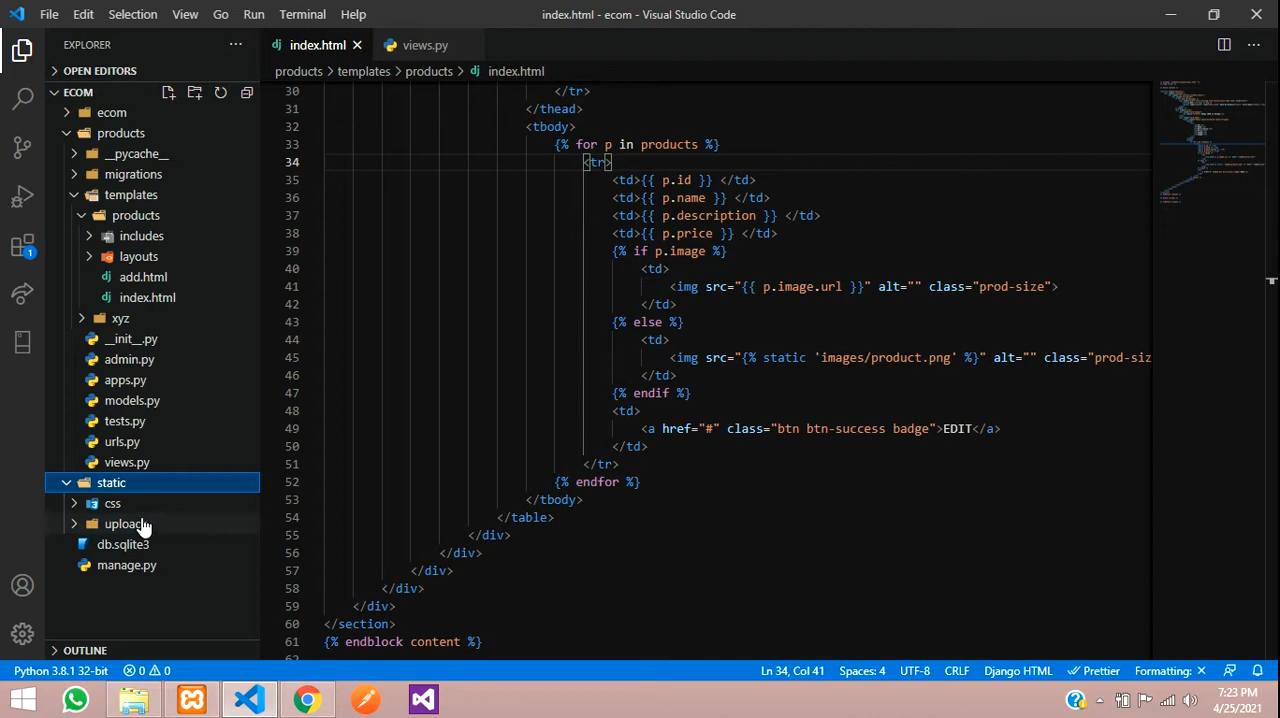 File Edit Selection View Go Run Terminal Help index.html - ecom - Visual Studio Code
EXPLORER
index.html
views.py
OPEN EDITORS
products > templates > products > index.html
ECOM
ecom
products
__pycache__
migrations
templates
products
includes
layouts
add.html
index.html
xyz
__init__.py
admin.py
apps.py
models.py
tests.py
urls.py
views.py
static
css
db.sqlite3
manage.py
OUTLINE
30 </tr>
31 </thead>
32 <tbody>
33 {% for p in products %}
34 <tr>
35 <td>{{ p.id }} </td>
36 <td>{{ p.name }} </td>
37 <td>{{ p.description }} </td>
38 <td>{{ p.price }} </td>
39 {% if p.image %}
40 <td>
41 <img src="{{ p.image.url }}" alt="" class="prod-size">
42 </td>
43 {% else %}
44 <td>
45 <img src="{% static 'images/product.png' %}" alt="" class="prod-siz
46 </td>
47 {% endif %}
48 <td>
49 <a href="#" class="btn btn-success badge">EDIT</a>
50 </td>
51 </tr>
52 {% endfor %}
53 </tbody>
54 </table>
55 </div>
56 </div>
57 </div>
58 </div>
59 </div>
60 </section>
61 {% endblock content %}
1
Python 3.8.1 32-bit 0 0 Ln 34, Col 41 Spaces: 4 UTF-8 CRLF Django HTML Prettier Formatting: ×
7:23 PM
4/25/2021